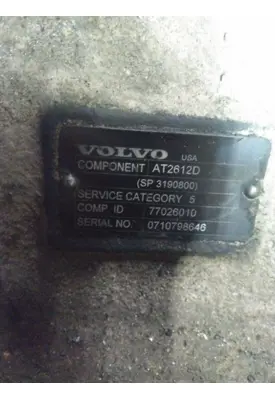 VOLVO USA
COMPONENT AT2612D
(SP 3190800)
SERVICE CATEGORY 5
COMP ID 77026010
SERIAL NO. 0710798646